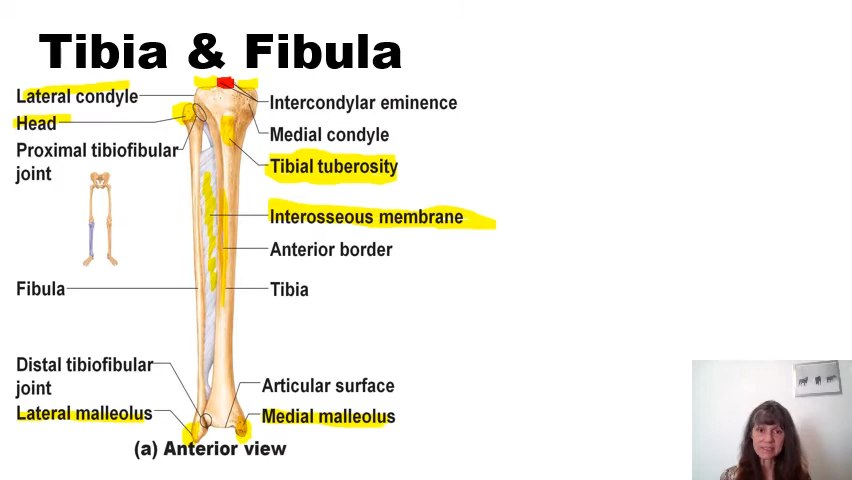 Tibia & Fibula
Lateral condyle
Head
Proximal tibiofibular
joint
Fibula
Distal tibiofibular
joint
Lateral malleolus
Intercondylar eminence
Medial condyle
Tibial tuberosity
Interosseous membrane
Anterior border
Tibia
Articular surface
Medial malleolus
(a) Anterior view